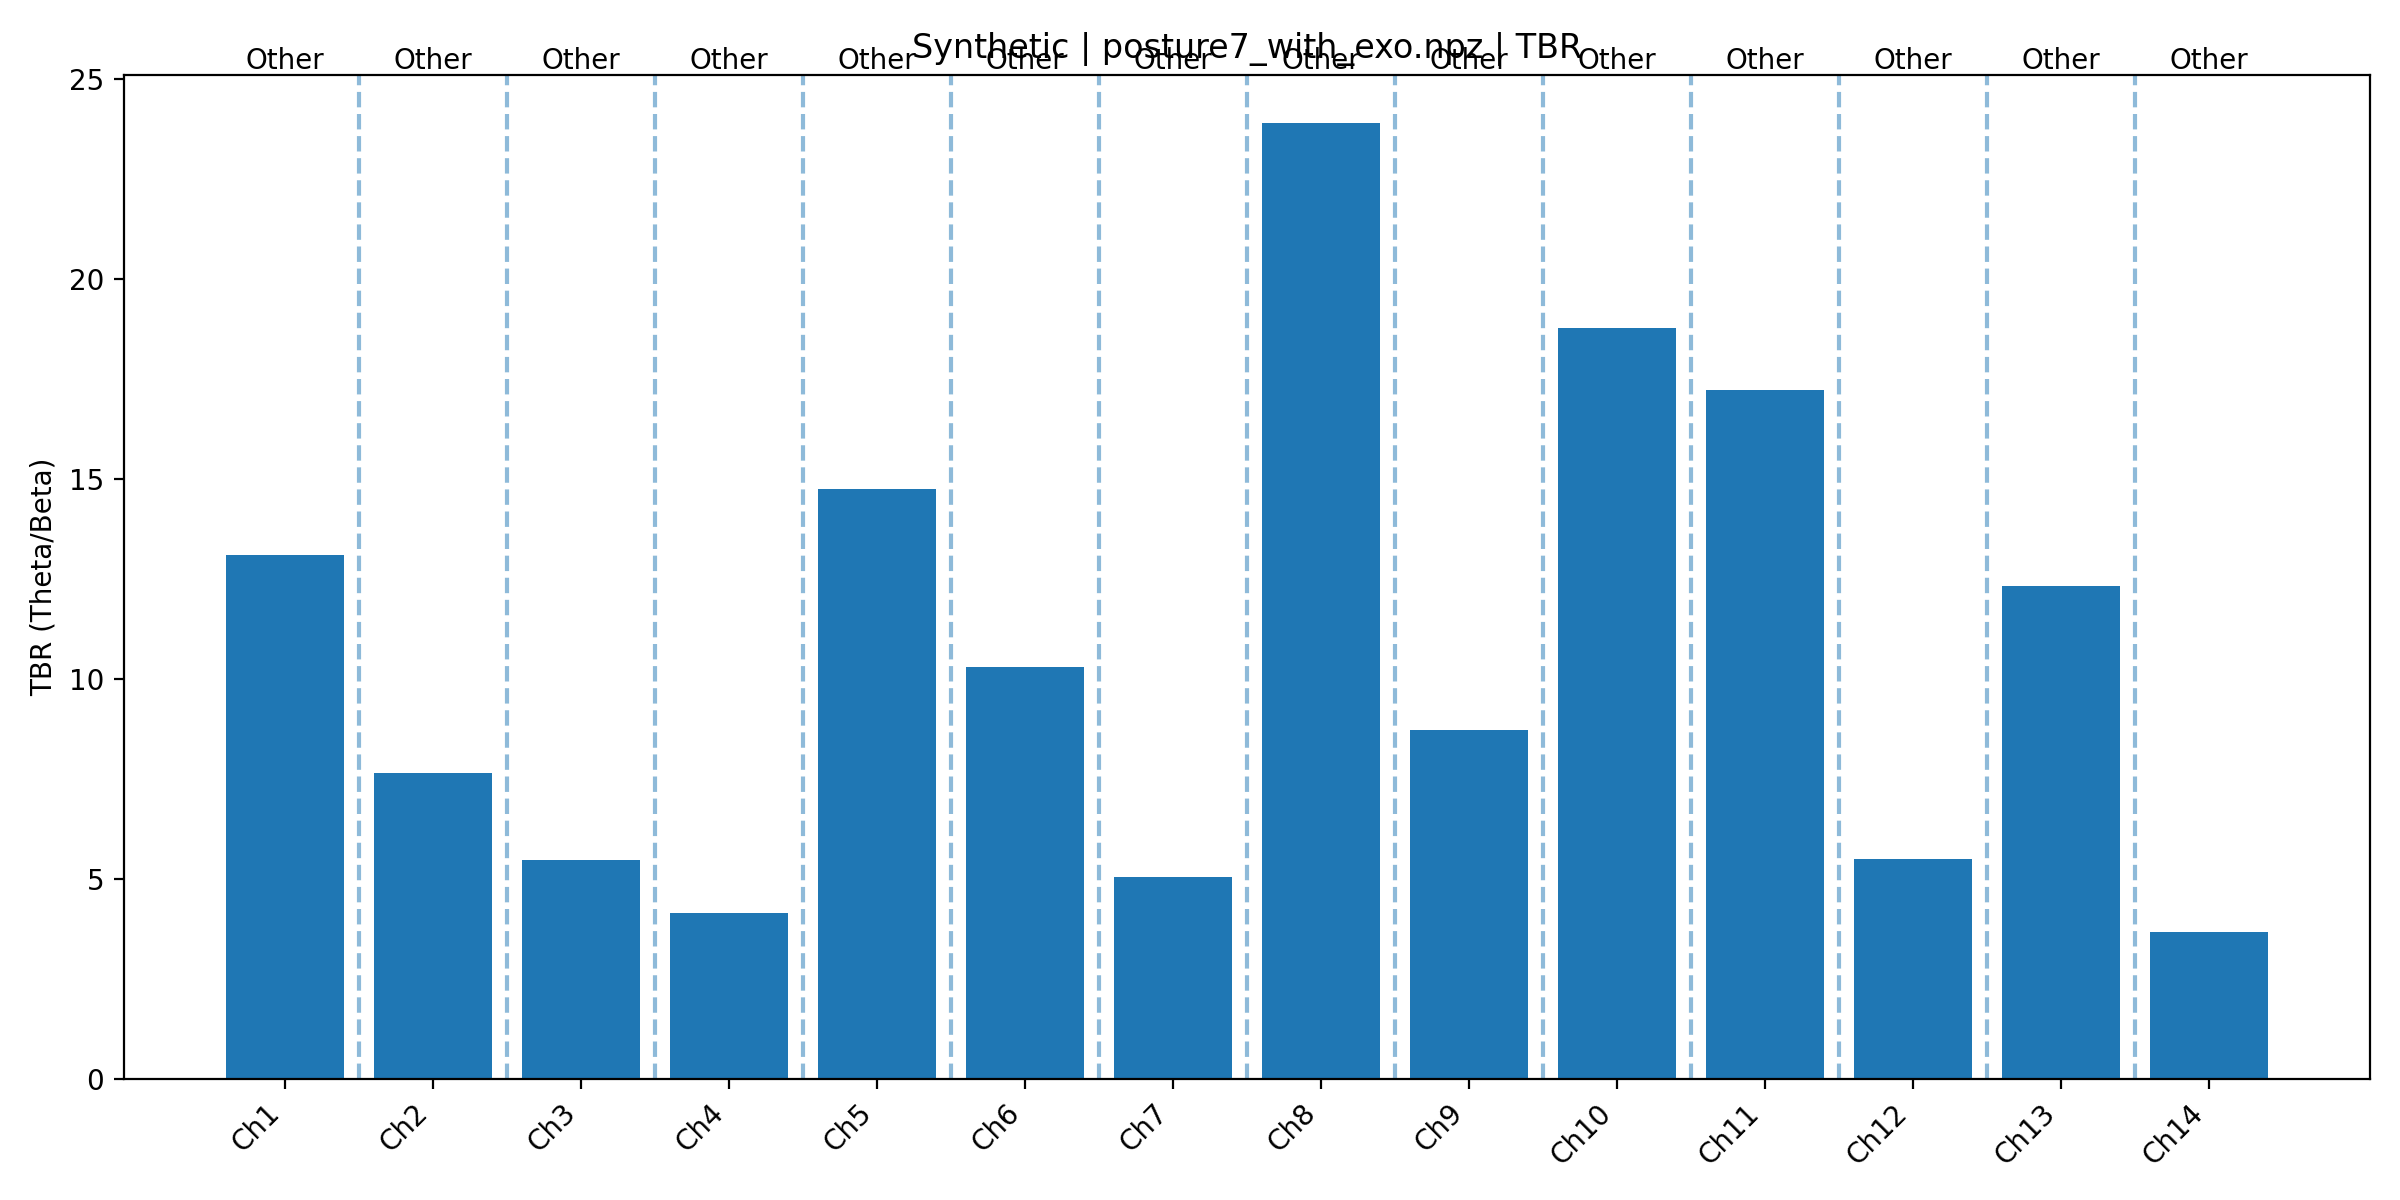 Synthetic | posture7_with_exo.npz | TBR
Other Other Other Other Other Other Other Other Other Other Other Other Other Other
TBR (Theta/Beta)
25
20
15
10
5
0
Ch1 Ch2 Ch3 Ch4 Ch5 Ch6 Ch7 Ch8 Ch9 Ch10 Ch11 Ch12 Ch13 Ch14